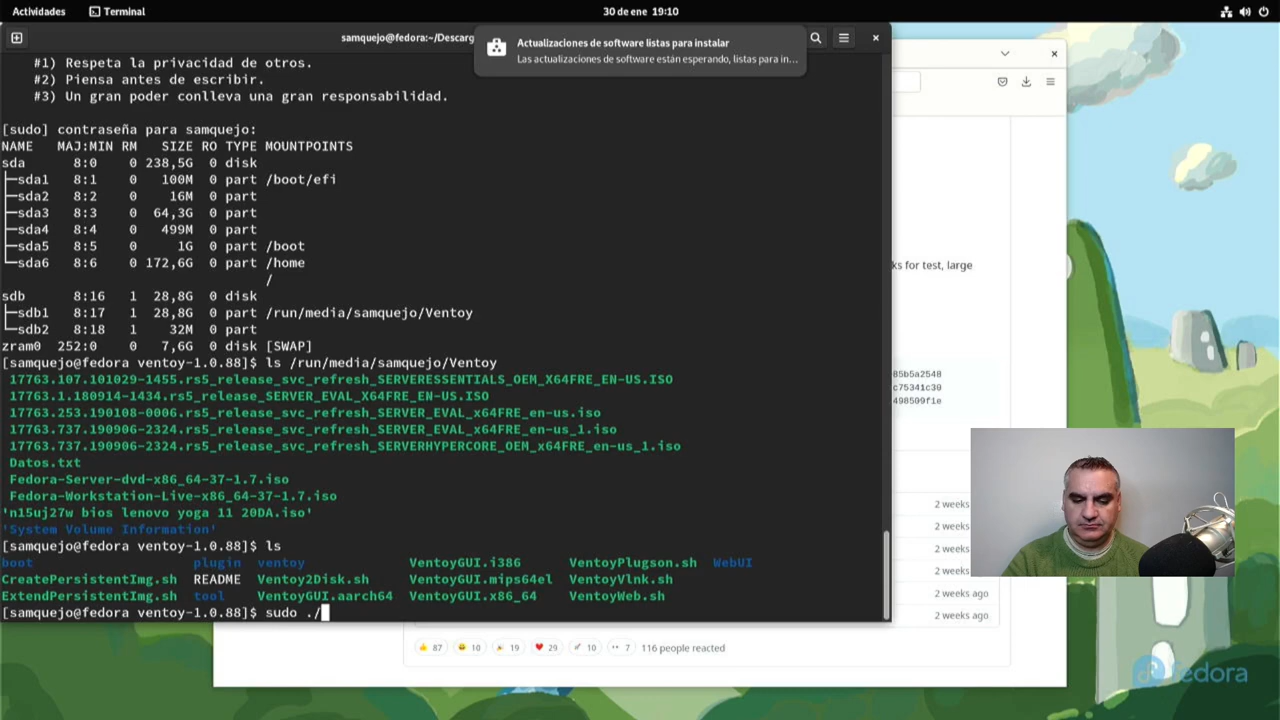 Actividades
Terminal
30 de ene 19:10
samquejo@fedora:~/Descarg
Actualizaciones de software listas para instalar
Las actualizaciones de software están esperando, listas para in…
#1) Respeta la privacidad de otros.
#2) Piensa antes de escribir.
#3) Un gran poder conlleva una gran responsabilidad.
[sudo] contraseña para samquejo:
NAME MAJ:MIN RM SIZE RO TYPE MOUNTPOINTS
sda 8:0 0 238,5G 0 disk
├─sda1 8:1 0 100M 0 part /boot/efi
├─sda2 8:2 0 16M 0 part
├─sda3 8:3 0 64,3G 0 part
├─sda4 8:4 0 499M 0 part
├─sda5 8:5 0 1G 0 part /boot
└─sda6 8:6 0 172,6G 0 part /home
/
sdb 8:16 1 28,8G 0 disk
├─sdb1 8:17 1 28,8G 0 part /run/media/samquejo/Ventoy
└─sdb2 8:18 1 32M 0 part
zram0 252:0 0 7,6G 0 disk [SWAP]
[samquejo@fedora ventoy-1.0.88]$ ls /run/media/samquejo/Ventoy
17763.107.101029-1455.rs5_release_svc_refresh_SERVERESSENTIALS_OEM_X64FRE_EN-US.ISO
17763.1.180914-1434.rs5_release_SERVER_EVAL_X64FRE_EN-US.ISO
17763.253.190108-0006.rs5_release_svc_refresh_SERVER_EVAL_x64FRE_en-us.iso
17763.737.190906-2324.rs5_release_svc_refresh_SERVER_EVAL_x64FRE_en-us_1.iso
17763.737.190906-2324.rs5_release_svc_refresh_SERVERHYPERCORE_OEM_x64FRE_en-us_1.iso
Datos.txt
Fedora-Server-dvd-x86_64-37-1.7.iso
Fedora-Workstation-Live-x86_64-37-1.7.iso
'n15uj27w bios lenovo yoga 11 20DA.iso'
'System Volume Information'
[samquejo@fedora ventoy-1.0.88]$ ls
boot plugin ventoy VentoyGUI.i386 VentoyPlugson.sh WebUI
CreatePersistentImg.sh README Ventoy2Disk.sh VentoyGUI.mips64el VentoyVlnk.sh
ExtendPersistentImg.sh tool VentoyGUI.aarch64 VentoyGUI.x86_64 VentoyWeb.sh
[samquejo@fedora ventoy-1.0.88]$ sudo ./
ks for test, large
85b5a2548
c75341c30
498509f1e
2 weeks
2 weeks
2 weeks
2 weeks
2 weeks ago
2 weeks ago
87 10 19 29 10 7 116 people reacted
fedora